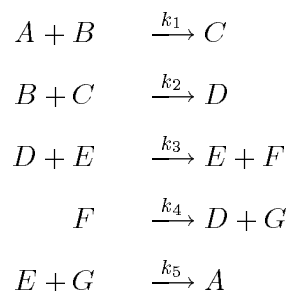 A + B —k₁→ C
B + C —k₂→ D
D + E —k₃→ E + F
F —k₄→ D + G
E + G —k₅→ A